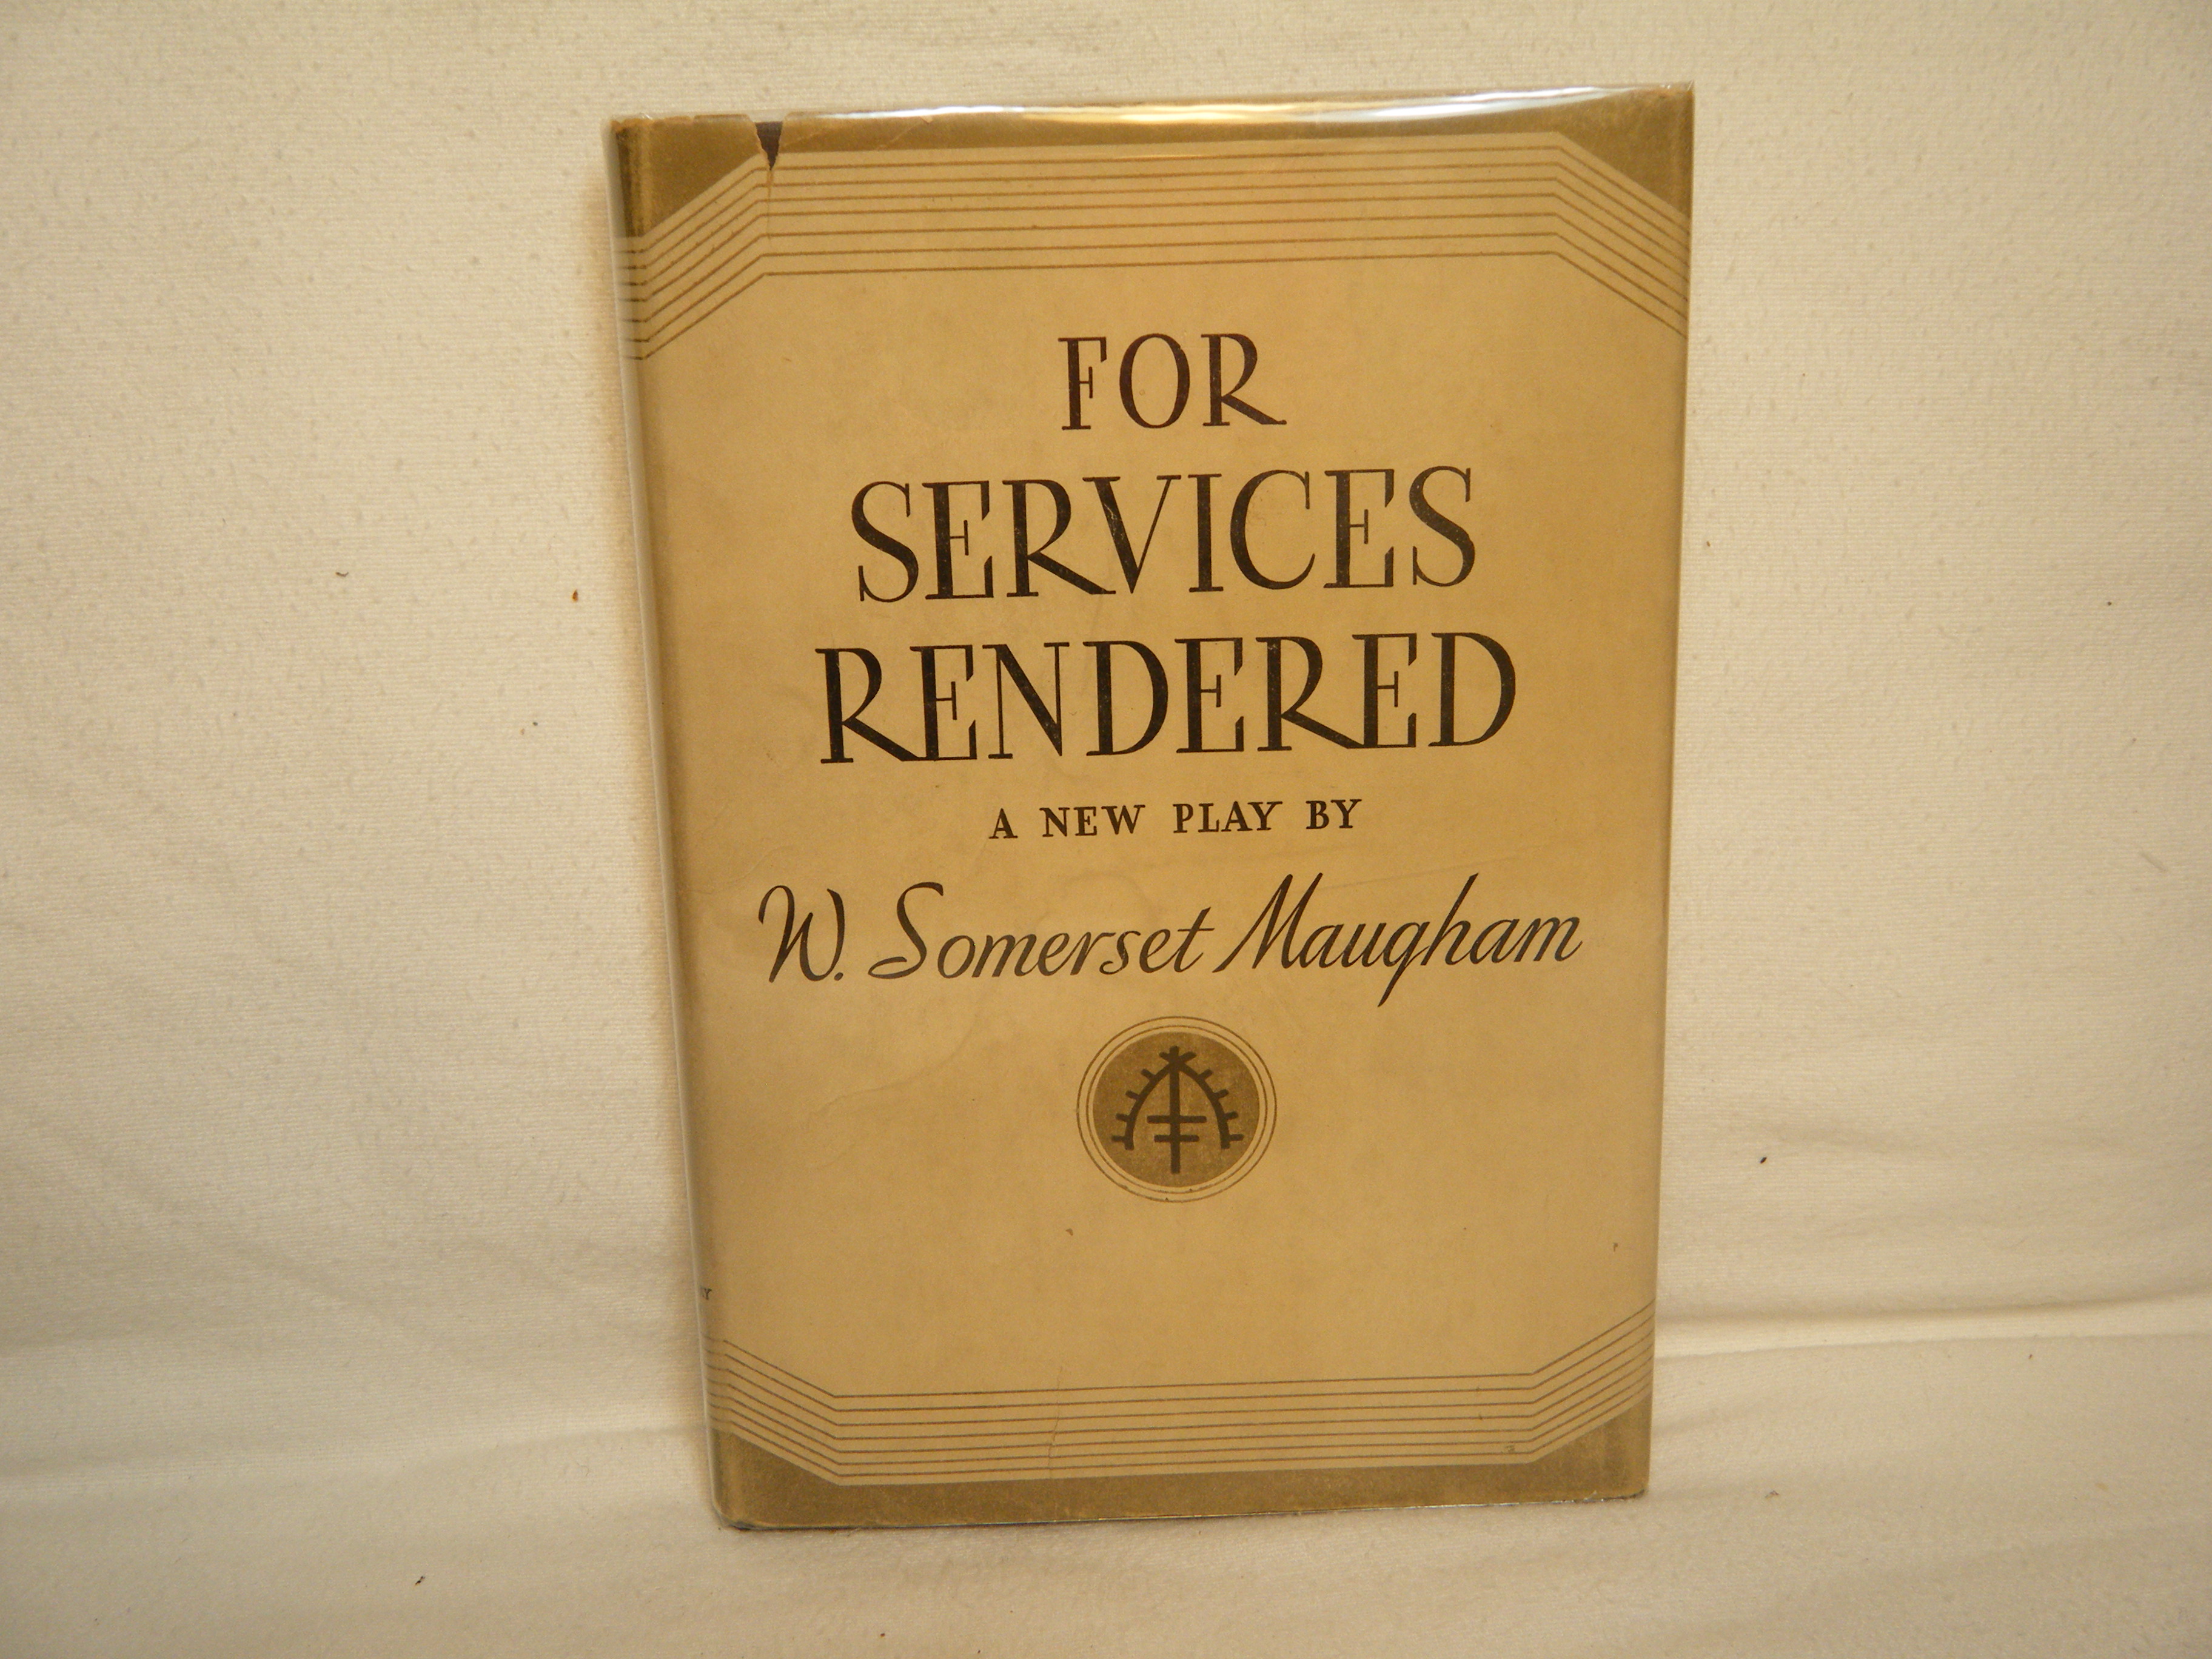 FOR
SERVICES
RENDERED
A NEW PLAY BY
W. Somerset Maugham